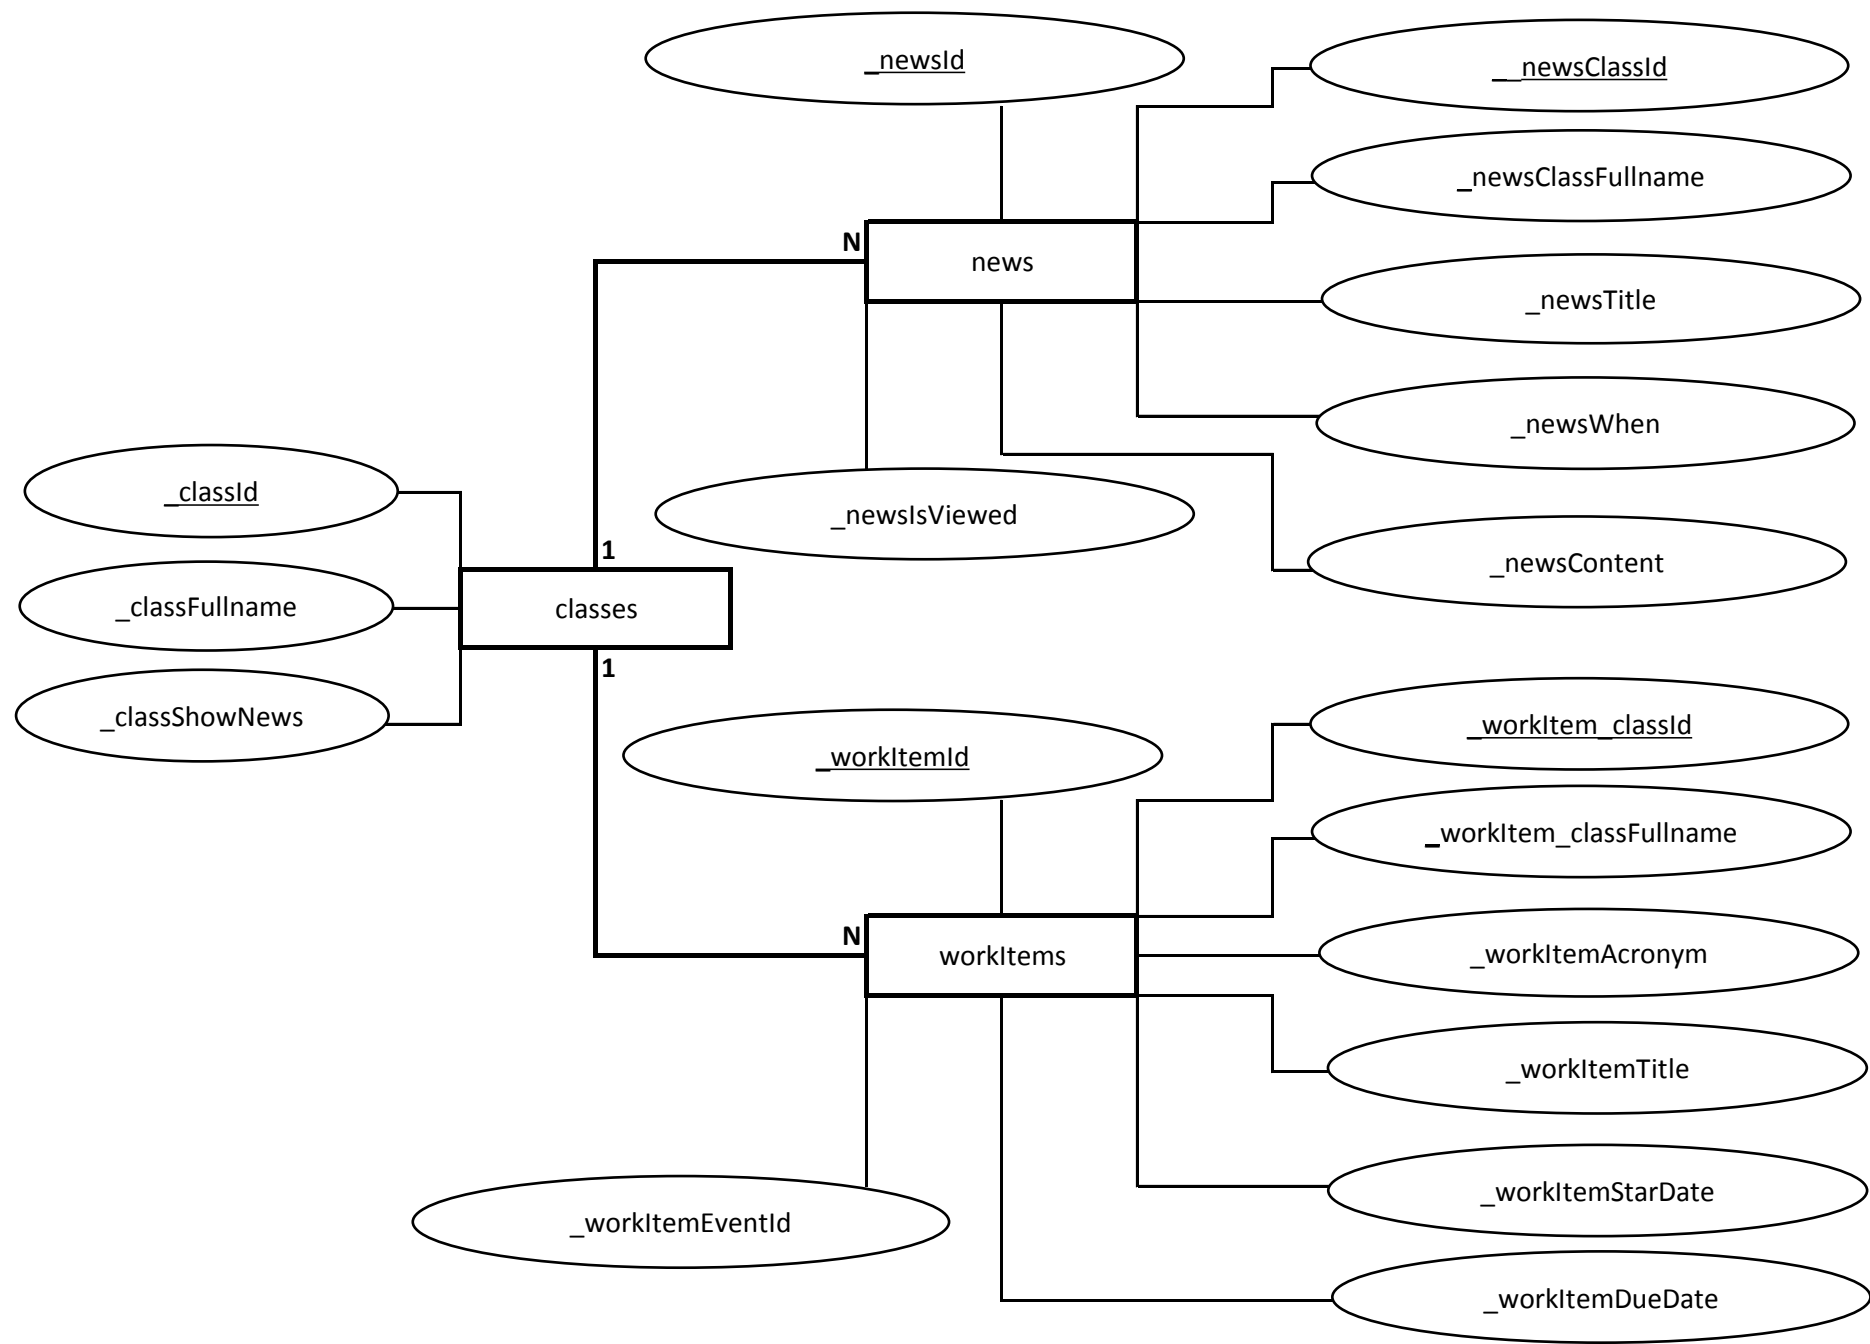 _newsId
__newsClassId
_newsClassFullname
N
news
_newsTitle
_newsWhen
_classId
_newsIsViewed
1
_newsContent
_classFullname
classes
1
_classShowNews
_workItem_classId
_workItemId
_workItem_classFullname
N
workItems
_workItemAcronym
_workItemTitle
_workItemStarDate
_workItemEventId
_workItemDueDate